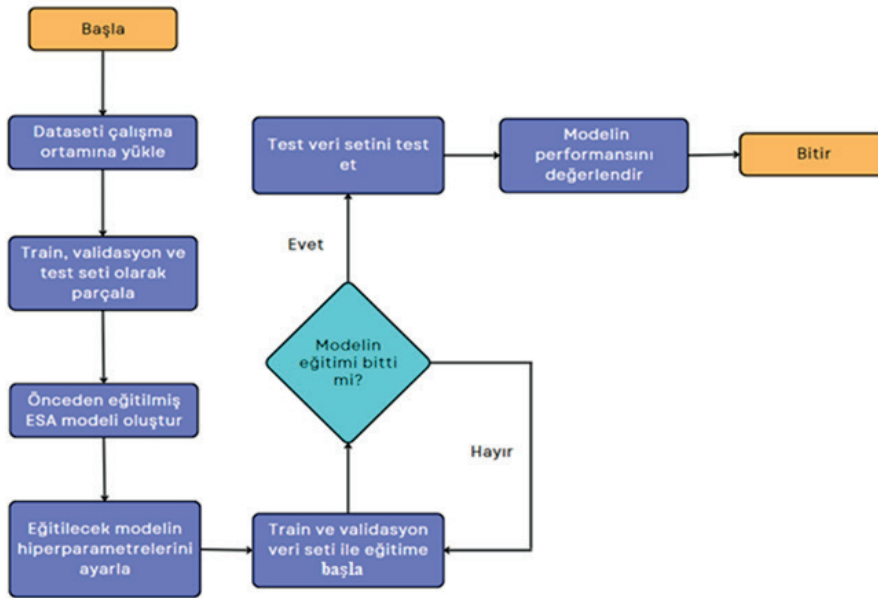 Başla
Dataseti çalışma
ortamına yükle
Train, validasyon ve
test seti olarak
parçala
Önceden eğitilmiş
ESA modeli oluştur
Eğitilecek modelin
hiperparametrelerini
ayarla
Train ve validasyon
veri seti ile eğitime
başla
Modelin
eğitimi bitti
mi?
Hayır
Evet
Test veri setini test
et
Modelin
performansını
değerlendir
Bitir